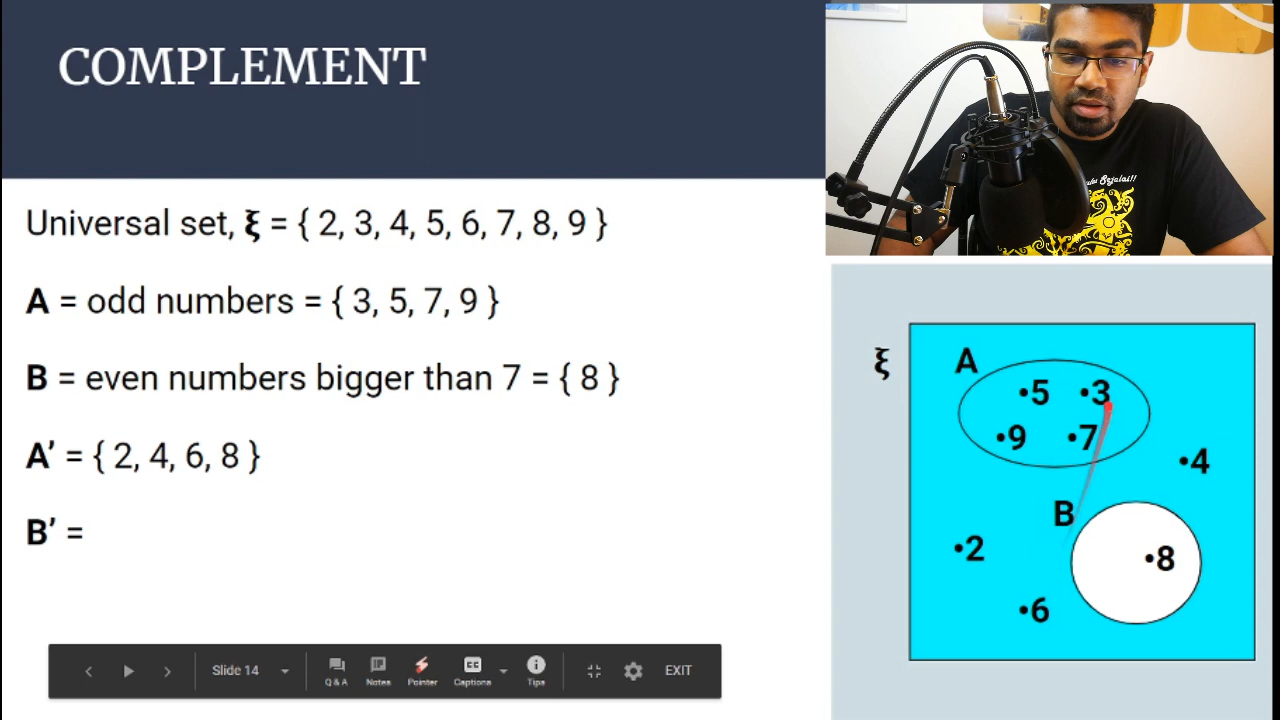 COMPLEMENT
Universal set, ξ = { 2, 3, 4, 5, 6, 7, 8, 9 }
A = odd numbers = { 3, 5, 7, 9 }
B = even numbers bigger than 7 = { 8 }
A’ = { 2, 4, 6, 8 }
B’ =
ξ
A
•5 •3
•9 •7
•4
B
•2
•8
•6
Slide 14
Q & A Notes Pointer Captions Tips EXIT
CC